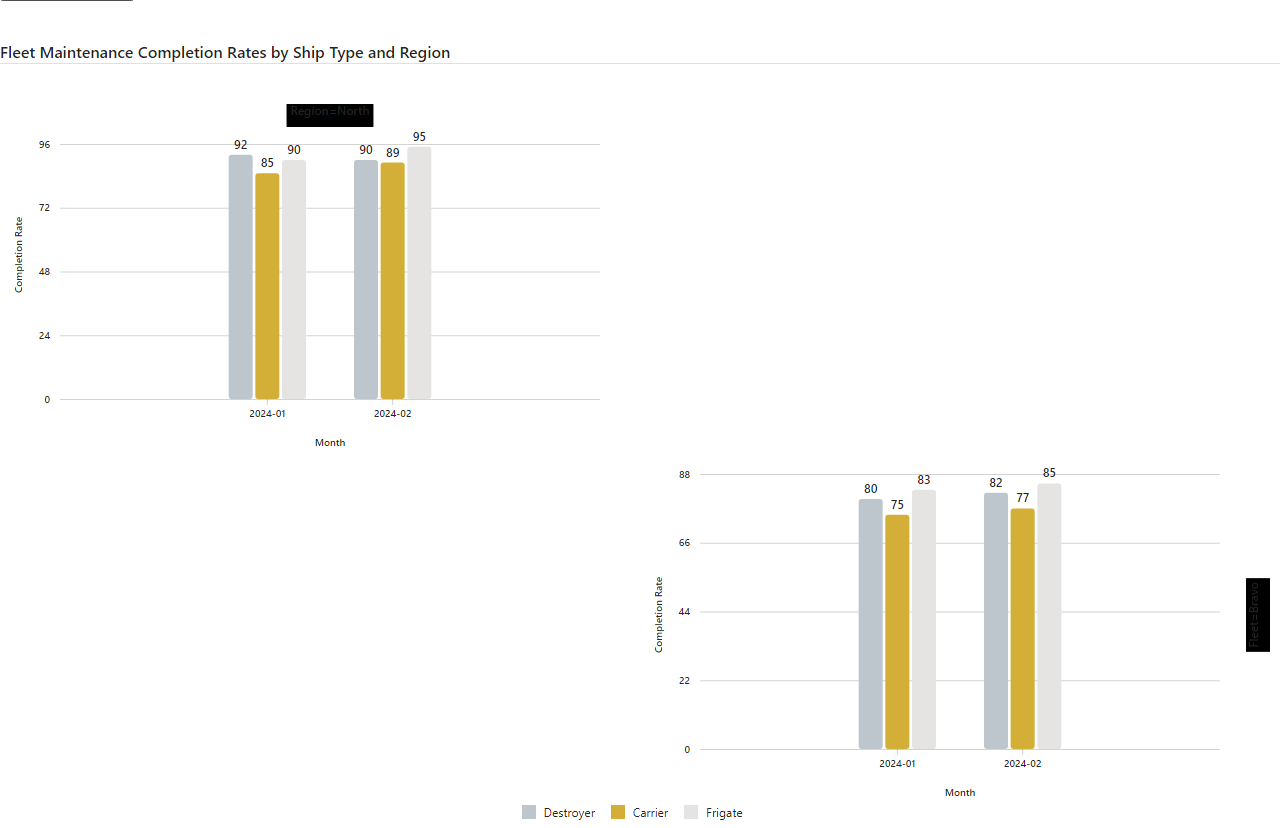 Fleet Maintenance Completion Rates by Ship Type and Region
Region=North
96
72
48
24
0
Completion Rate
92
85
90
90
89
95
2024-01
2024-02
Month
88
66
44
22
0
Completion Rate
80
75
83
82
77
85
2024-01
2024-02
Month
Fleet=Bravo
Destroyer
Carrier
Frigate